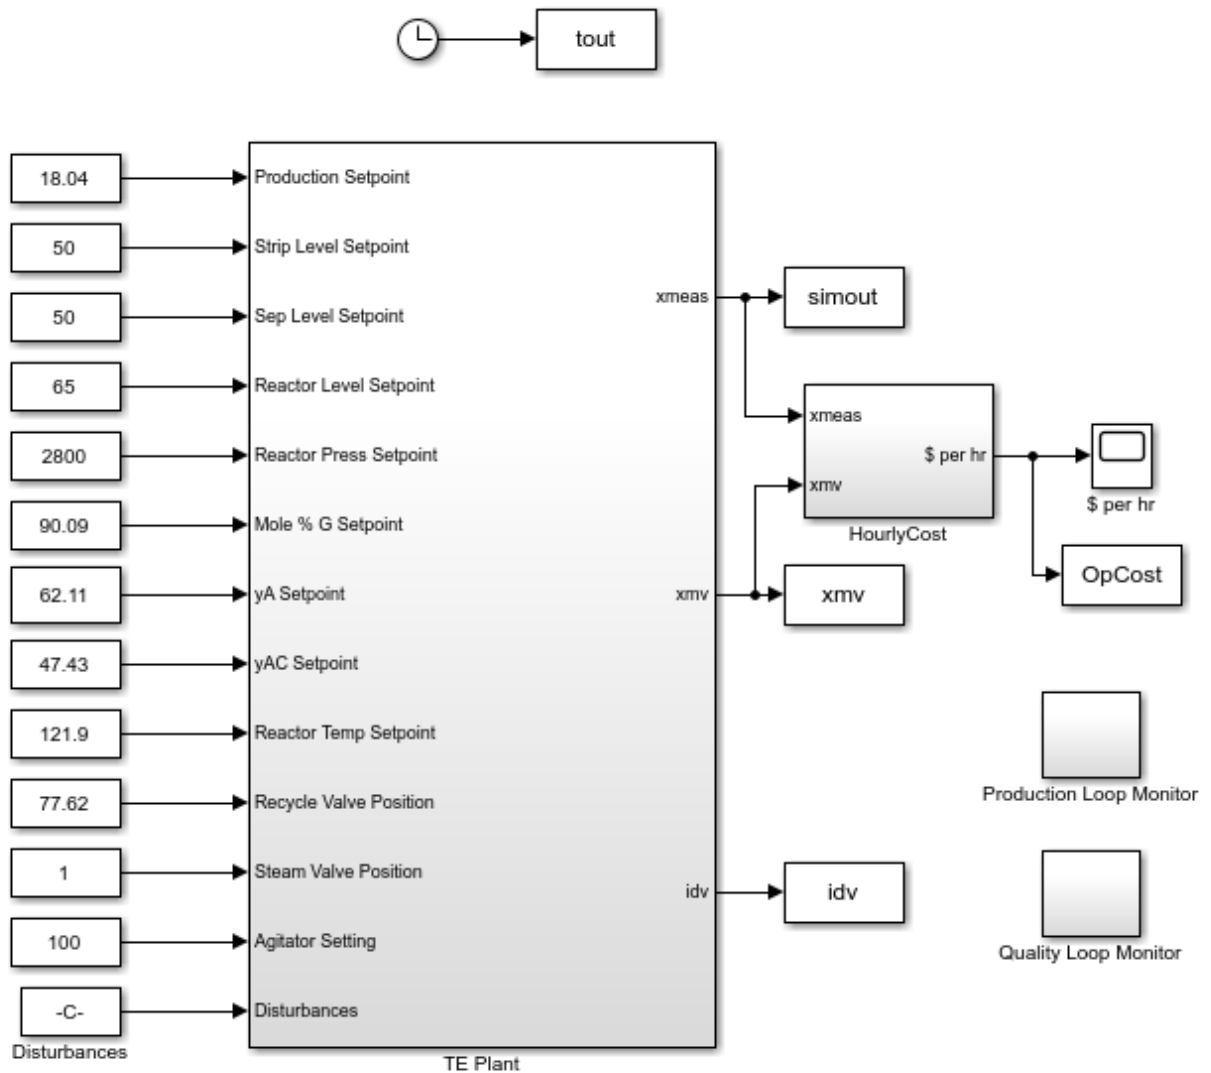 tout
18.04
Production Setpoint
50
Strip Level Setpoint
50
Sep Level Setpoint
65
Reactor Level Setpoint
2800
Reactor Press Setpoint
90.09
Mole % G Setpoint
62.11
yA Setpoint
47.43
yAC Setpoint
121.9
Reactor Temp Setpoint
77.62
Recycle Valve Position
1
Steam Valve Position
100
Agitator Setting
-C-
Disturbances
Disturbances
TE Plant
xmeas
simout
xmeas
$ per hr
xmv
HourlyCost
$ per hr
OpCost
xmv
xmv
Production Loop Monitor
idv
idv
Quality Loop Monitor